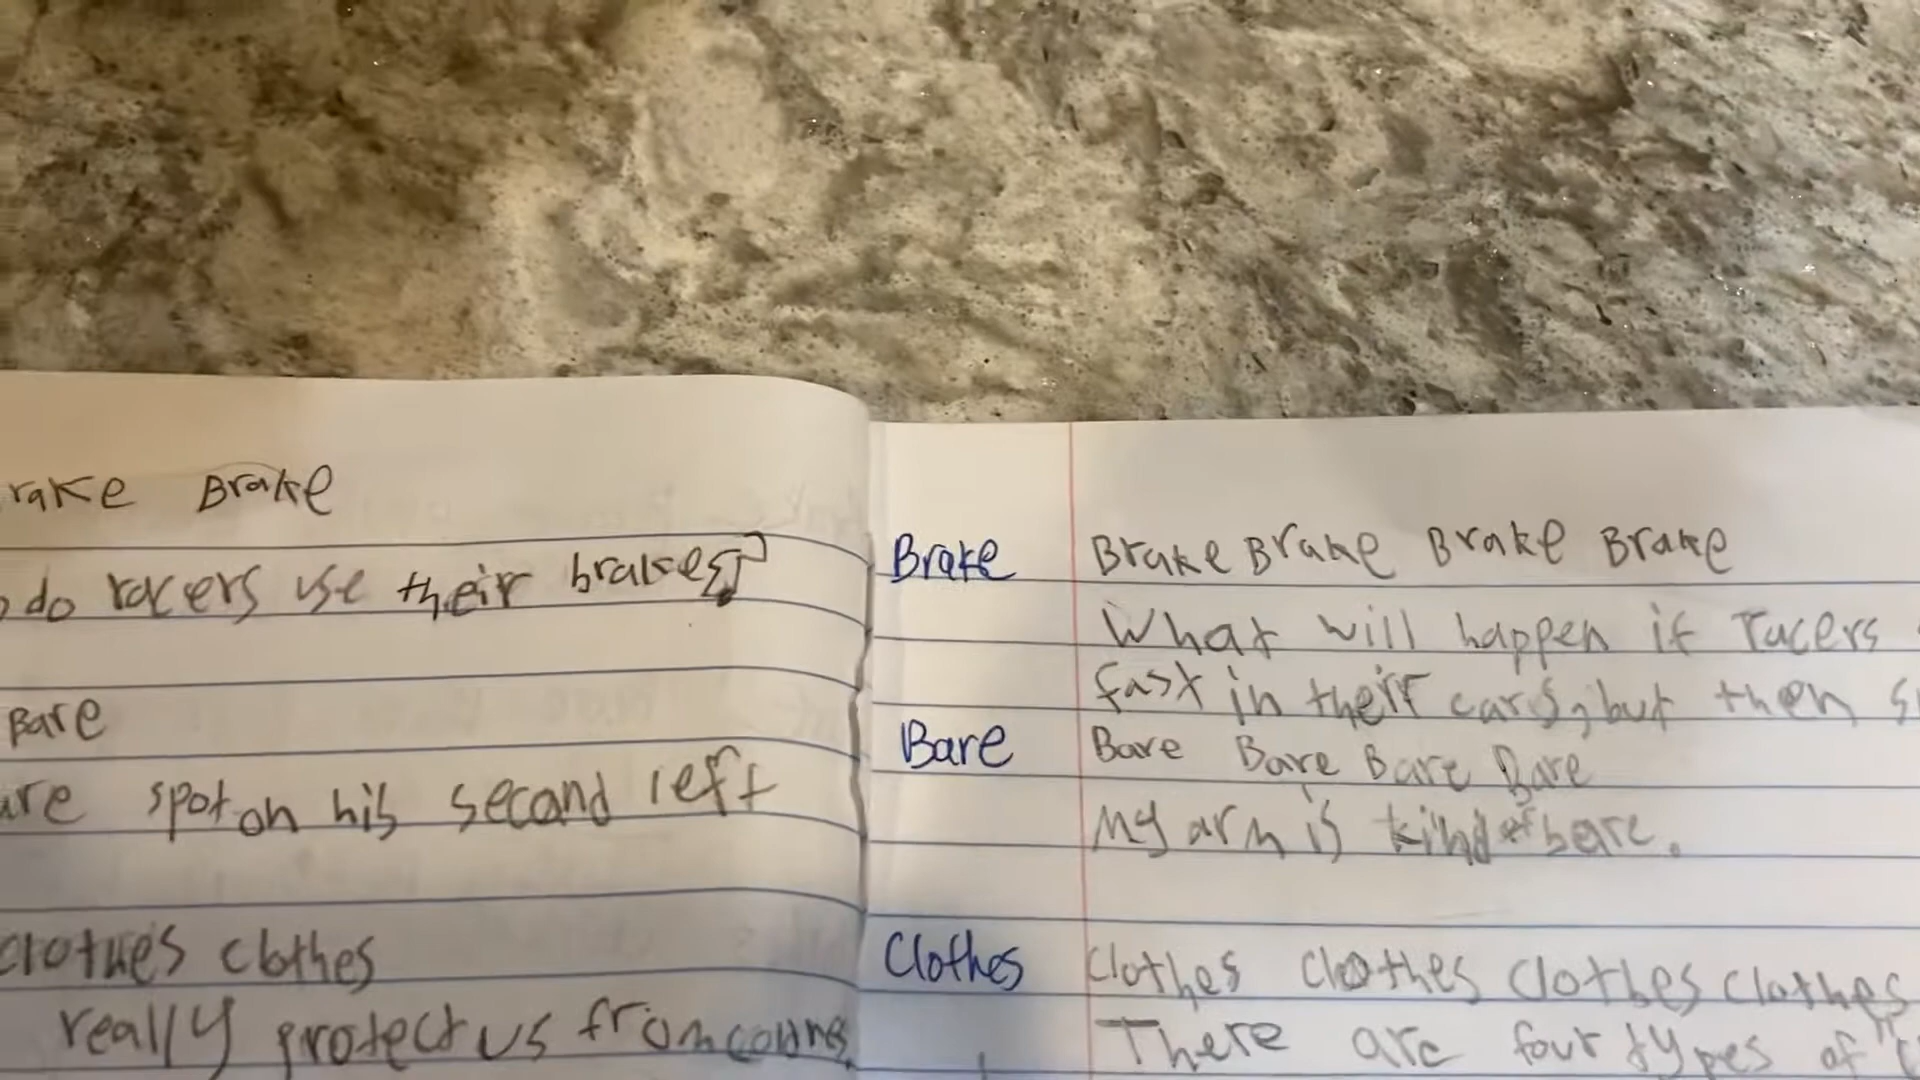 rake Brake
do racers use their brakes?
Bare
are spot on his second left
clothes clothes
really protect us from
Brake Brake Brake Brake Brake
What will happen if racers
fast in their cars, but then s
Bare Bare Bare Bare Bare
My arm is kind of bare.
Clothes Clothes clothes clothes clothes
There are four types of